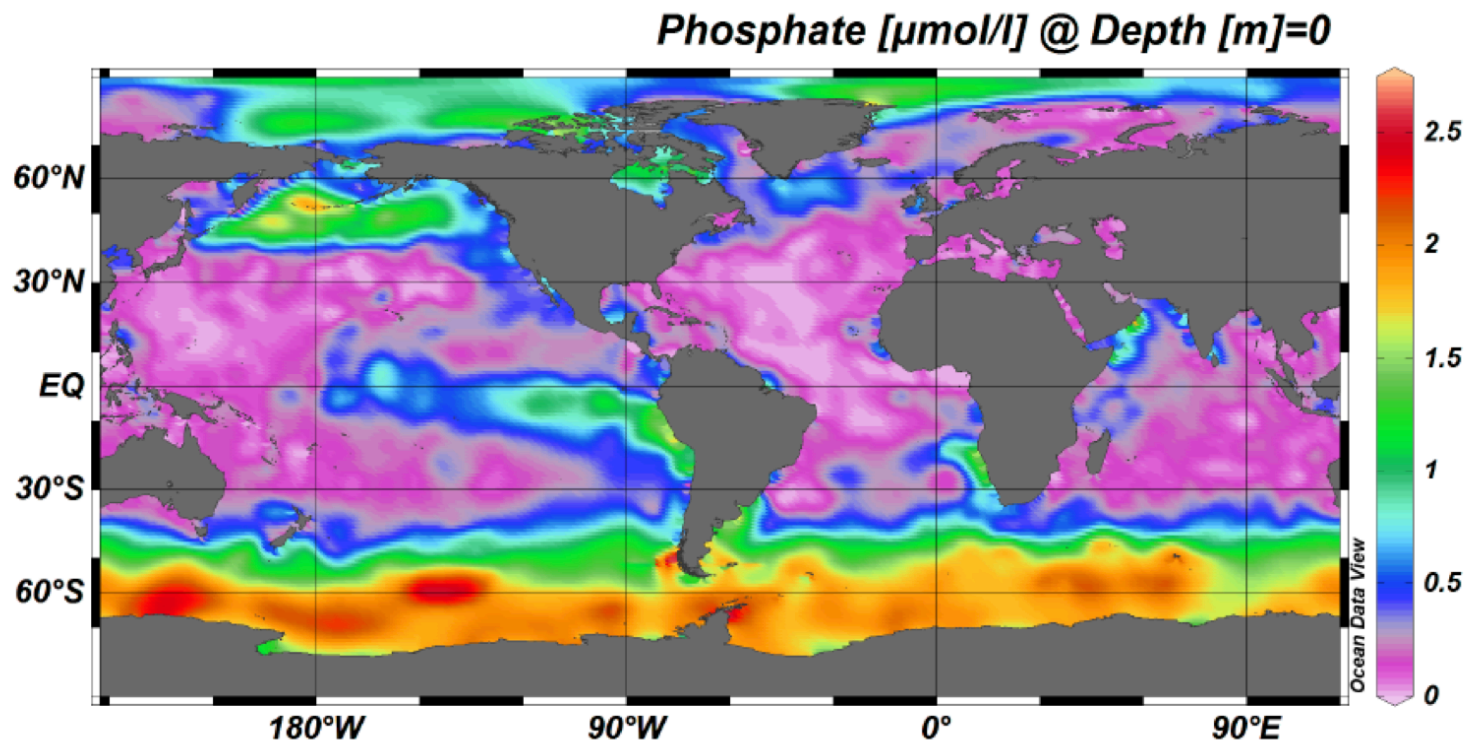 Phosphate [µmol/l] @ Depth [m]=0
60°N
30°N
EQ
30°S
60°S
180°W
90°W
0°
90°E
2.5
2
1.5
1
0.5
0
Ocean Data View